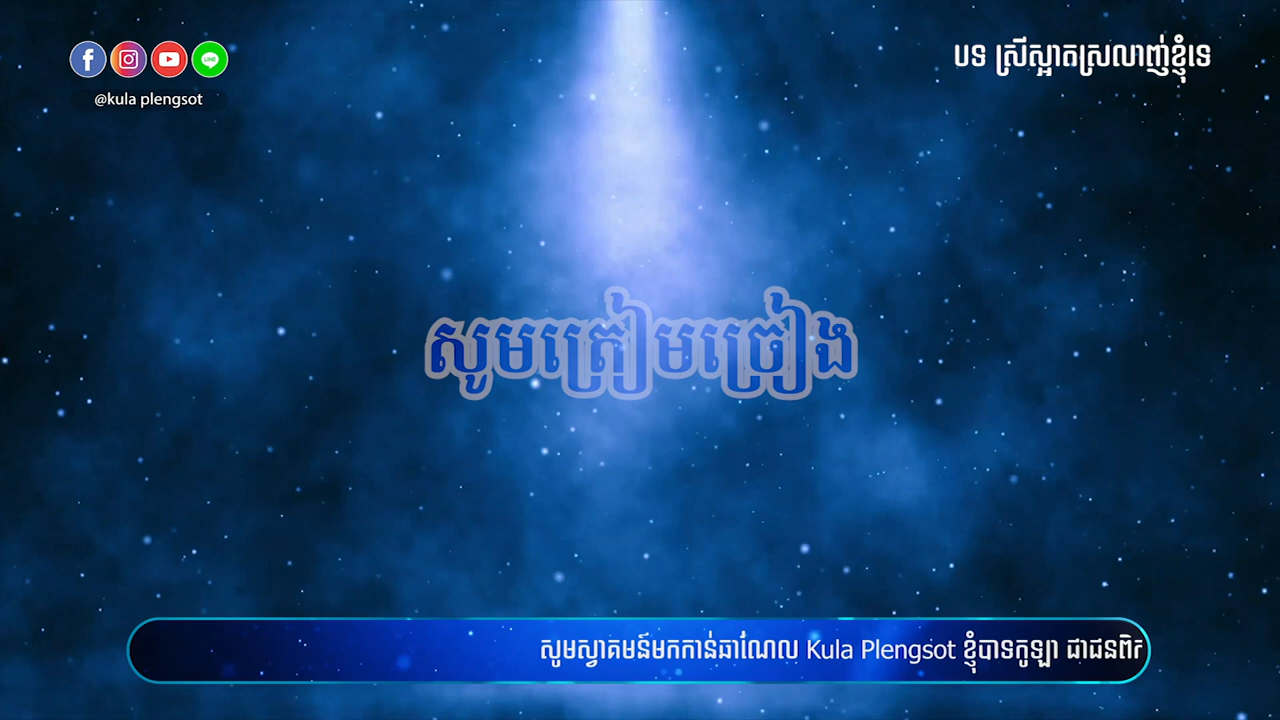 @kula plengsot
បទ ស្រីស្អាតស្រលាញ់ខ្ញុំទេ
សូមត្រៀមច្រៀង
សូមស្វាគមន៍មកកាន់ឆាណែល Kula Plengsot ខ្ញុំបាទកូឡា ជាជនពិក